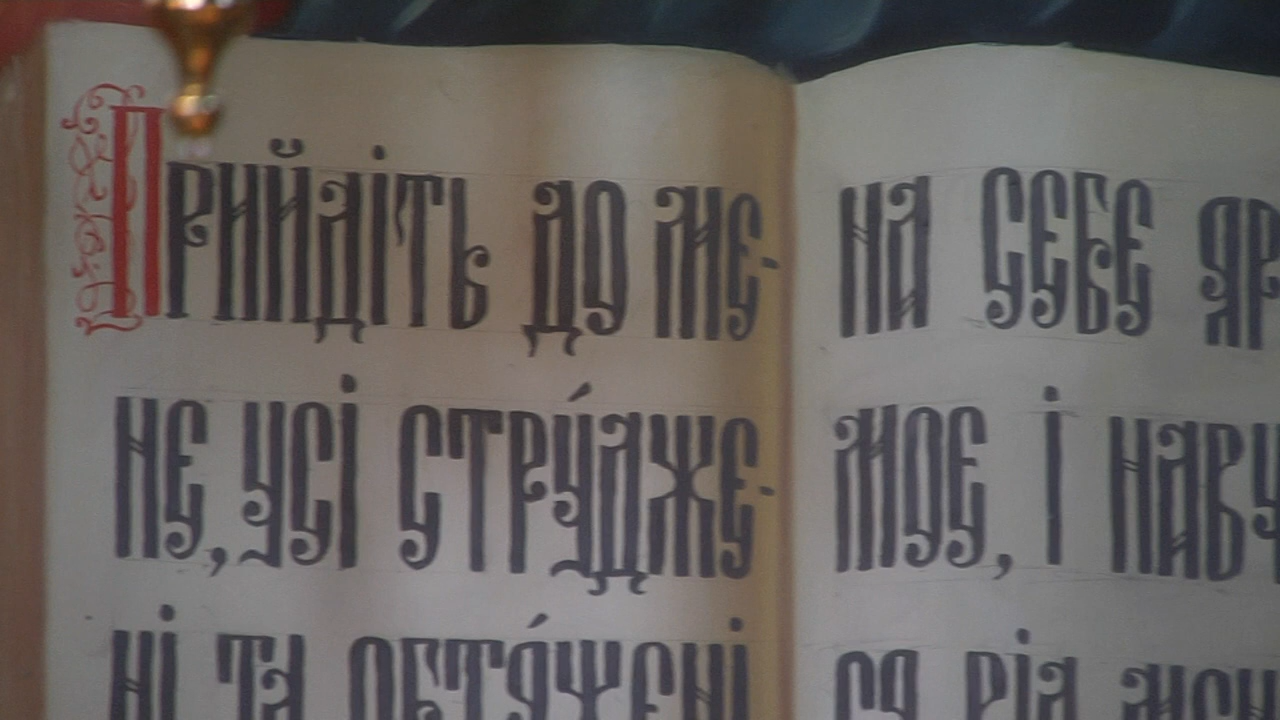 Прийдіть до ме-
не, усі стру́дже-
ні та обтя́жені
на себе
моє, і